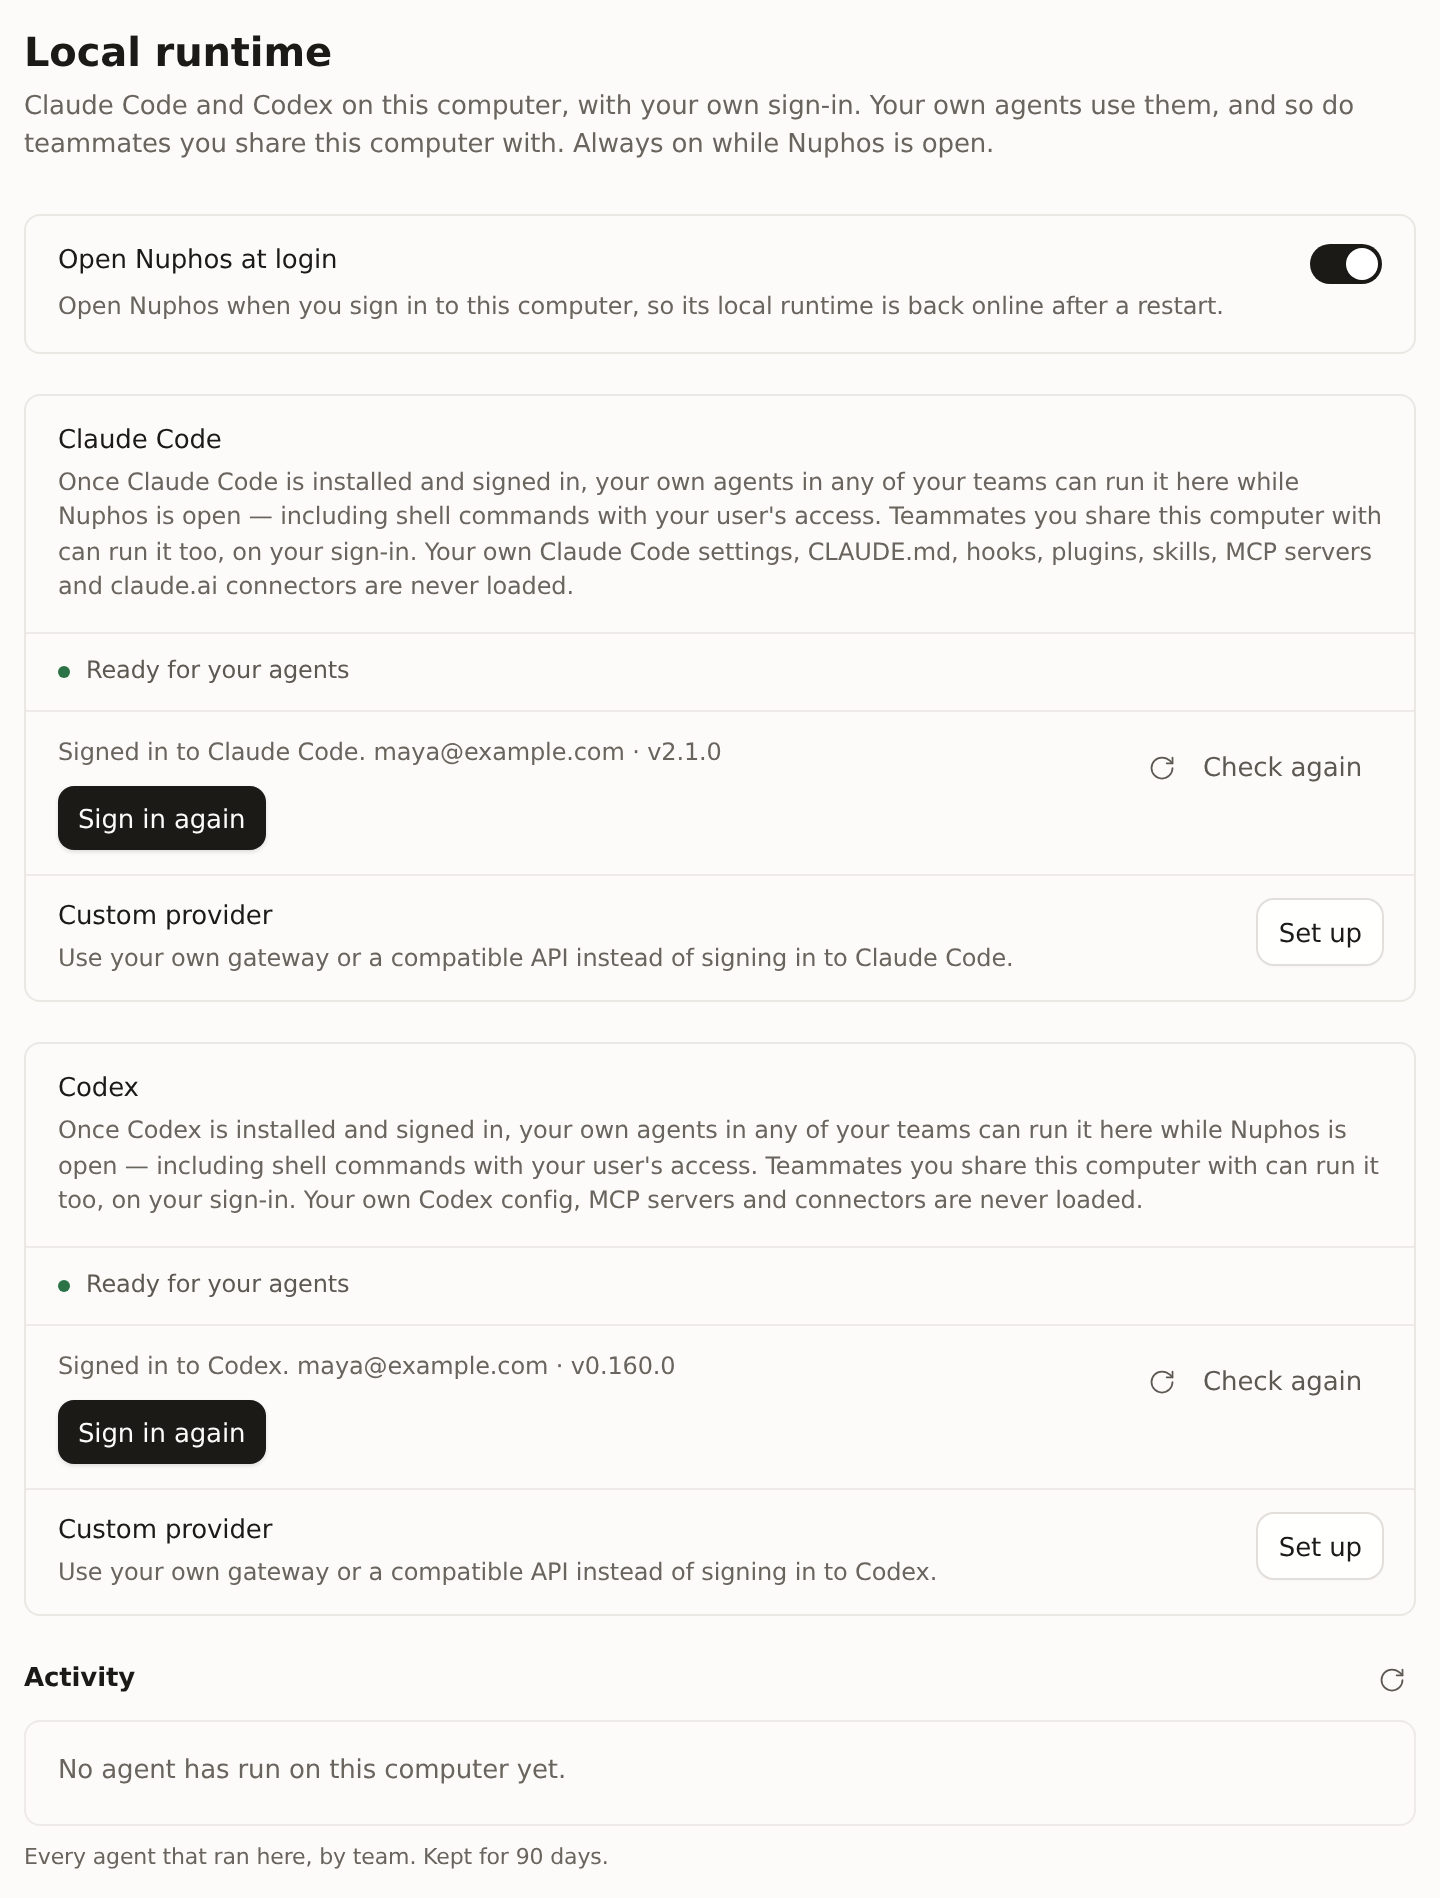 Local runtime
Claude Code and Codex on this computer, with your own sign-in. Your own agents use them, and so do
teammates you share this computer with. Always on while Nuphos is open.
Open Nuphos at login
Open Nuphos when you sign in to this computer, so its local runtime is back online after a restart.
Claude Code
Once Claude Code is installed and signed in, your own agents in any of your teams can run it here while
Nuphos is open — including shell commands with your user's access. Teammates you share this computer with
can run it too, on your sign-in. Your own Claude Code settings, CLAUDE.md, hooks, plugins, skills, MCP servers
and claude.ai connectors are never loaded.
Ready for your agents
Signed in to Claude Code. maya@example.com · v2.1.0
Check again
Sign in again
Custom provider
Set up
Use your own gateway or a compatible API instead of signing in to Claude Code.
Codex
Once Codex is installed and signed in, your own agents in any of your teams can run it here while Nuphos is
open — including shell commands with your user's access. Teammates you share this computer with can run it
too, on your sign-in. Your own Codex config, MCP servers and connectors are never loaded.
Ready for your agents
Signed in to Codex. maya@example.com · v0.160.0
Check again
Sign in again
Custom provider
Set up
Use your own gateway or a compatible API instead of signing in to Codex.
Activity
No agent has run on this computer yet.
Every agent that ran here, by team. Kept for 90 days.